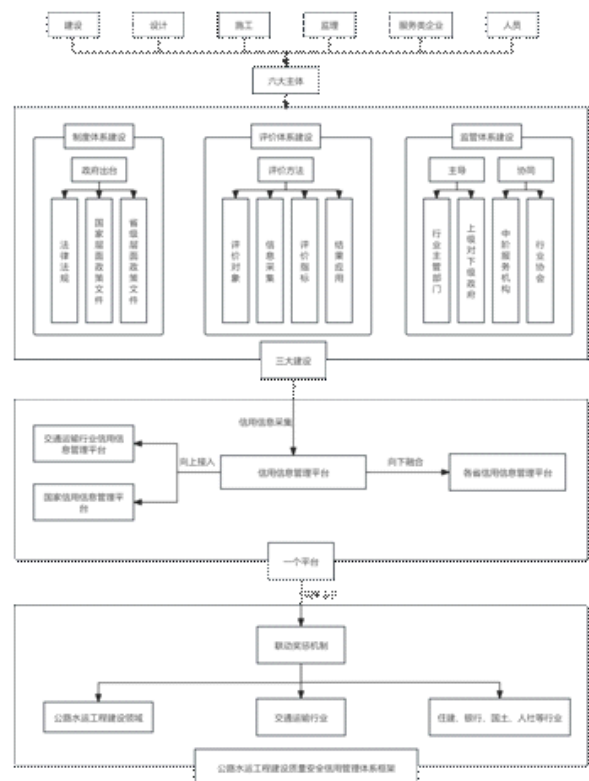 建设
设计
施工
监理
服务类企业
人员
六大主体
制度体系建设
评价体系建设
监管体系建设
政府出台
评价方法
主导
协同
法律法规
国家层面政策文件
省级层面政策文件
评价对象
信息采集
评价指标
结果应用
行业主管部门
上级对下级政府
中阶服务机构
行业协会
三大建设
信用信息采集
交通运输行业信用信
息管理平台
向上接入
信用信息管理平台
向下融合
各省信用信息管理平台
国家信用信息管理平
台
一个平台
联动奖惩机制
公路水运工程建设领域
交通运输行业
住建、银行、国土、人社等行业
公路水运工程建设质量安全信用管理体系框架